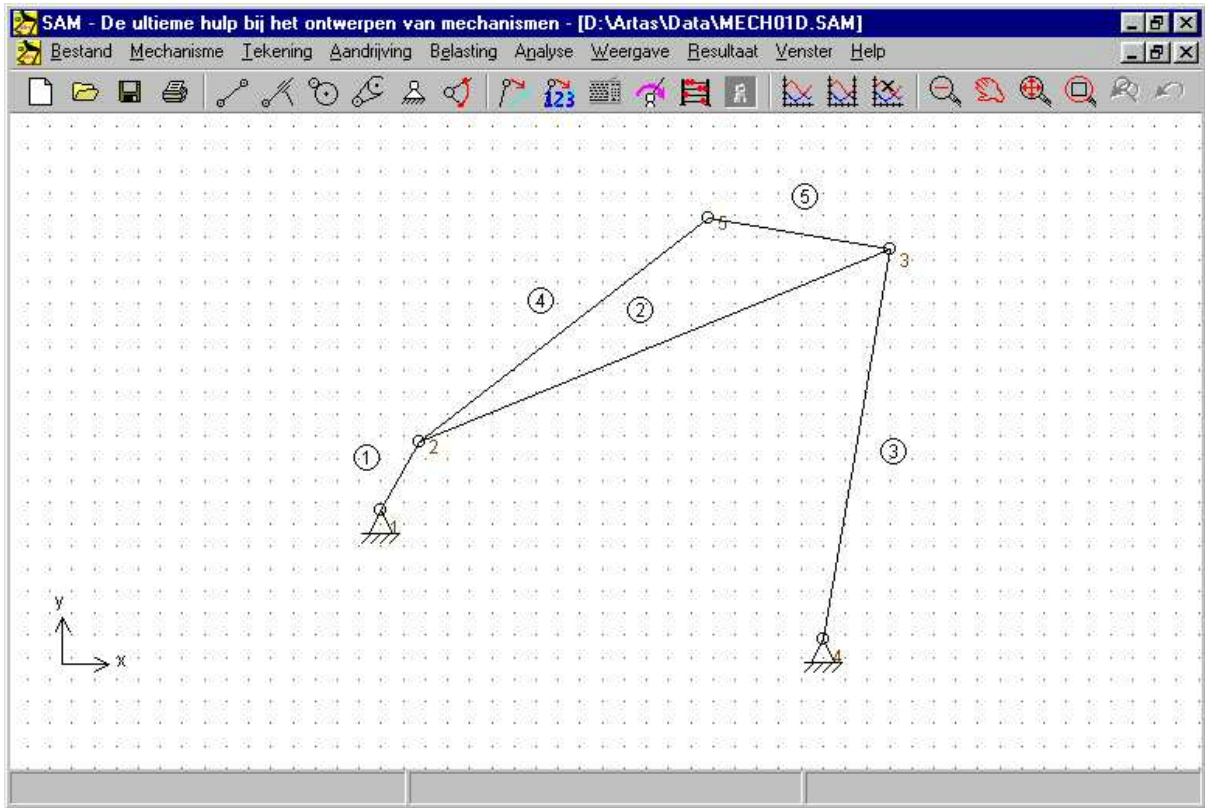 SAM - De ultieme hulp bij het ontwerpen van mechanismen - [D:\Artas\Data\MECH01D.SAM]
Bestand Mechanisme Tekening Aandrijving Belasting Analyse Weergave Resultaat Venster Help
123
5
5
3
4
2
2
1
3
1
y
x
4